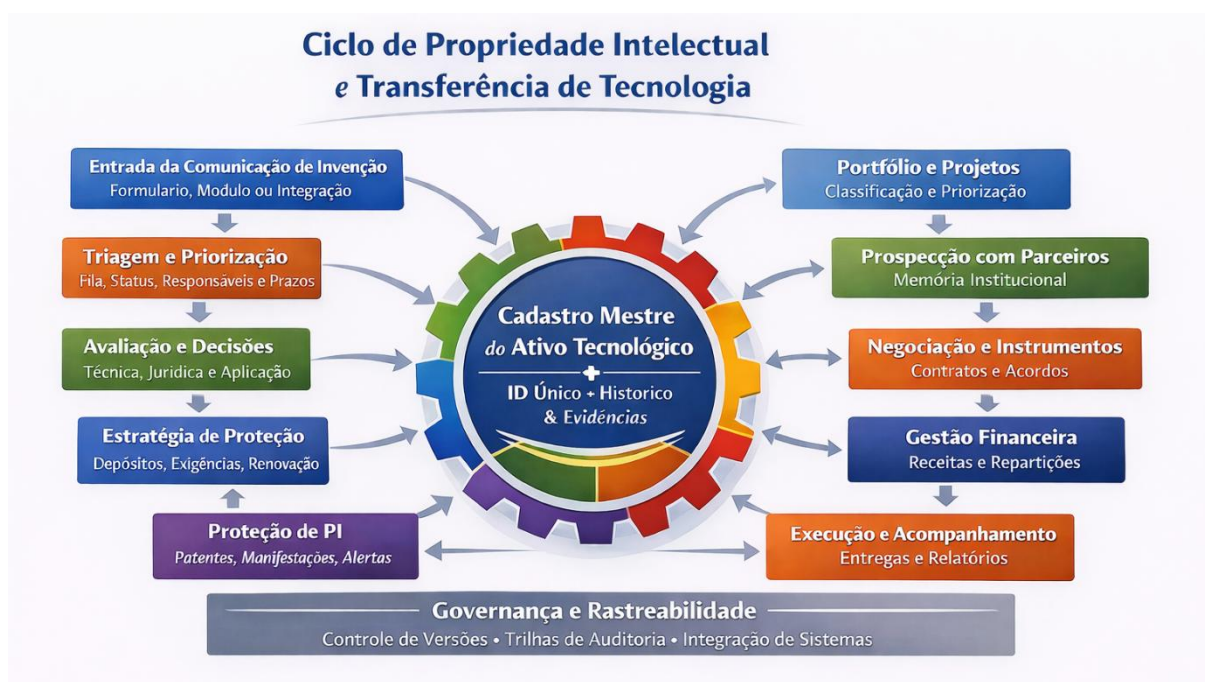 Ciclo de Propriedade Intelectual
e Transferência de Tecnologia
Entrada da Comunicação de Invenção
Formulario, Modulo ou Integração
Triagem e Priorização
Fila, Status, Responsáveis e Prazos
Avaliação e Decisões
Técnica, Juridica e Aplicação
Estratégia de Proteção
Depósitos, Exigências, Renovação
Proteção de PI
Patentes, Manifestações, Alertas
Cadastro Mestre
do Ativo Tecnológico
ID Único + Historico
& Evidências
Portfólio e Projetos
Classificação e Priorização
Prospecção com Parceiros
Memória Institucional
Negociação e Instrumentos
Contratos e Acordos
Gestão Financeira
Receitas e Repartições
Execução e Acompanhamento
Entregas e Relatórios
Governança e Rastreabilidade
Controle de Versões • Trilhas de Auditoria • Integração de Sistemas